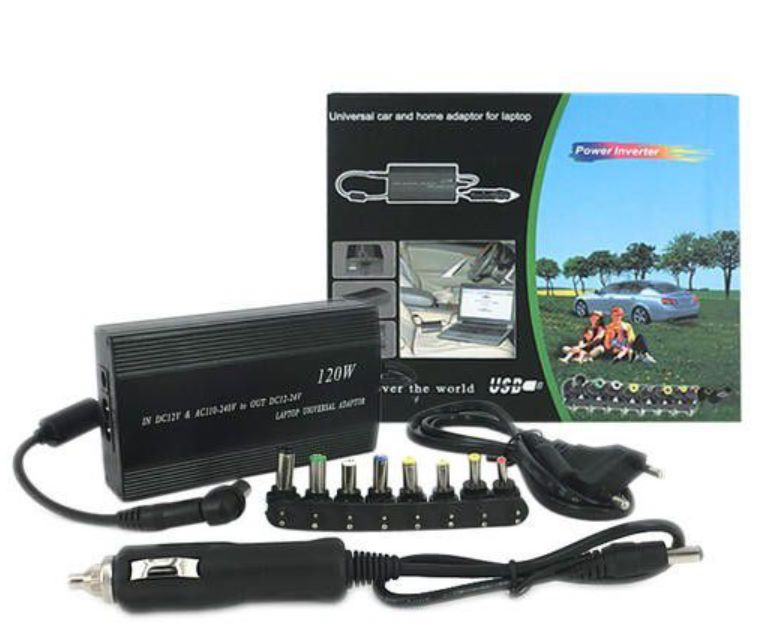 Universal car and home adaptor for laptop
Power Inverter
120W
IN DC12V & AC110-240V to OUT DC12-24V
LAPTOP UNIVERSAL ADAPTOR
ver the world
USB